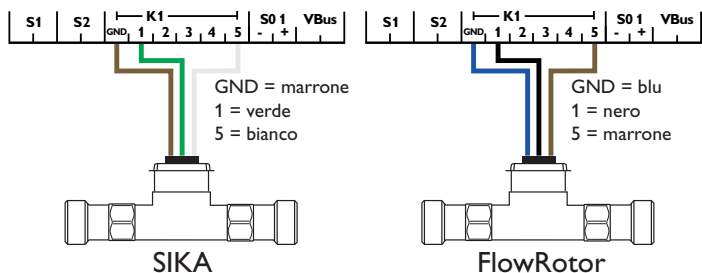 K1
S1 S2 GND 1 2 3 4 5 S0 1 - + VBus
GND = marrone
1 = verde
5 = bianco
SIKA
K1
S1 S2 GND 1 2 3 4 5 S0 1 - + VBus
GND = blu
1 = nero
5 = marrone
FlowRotor